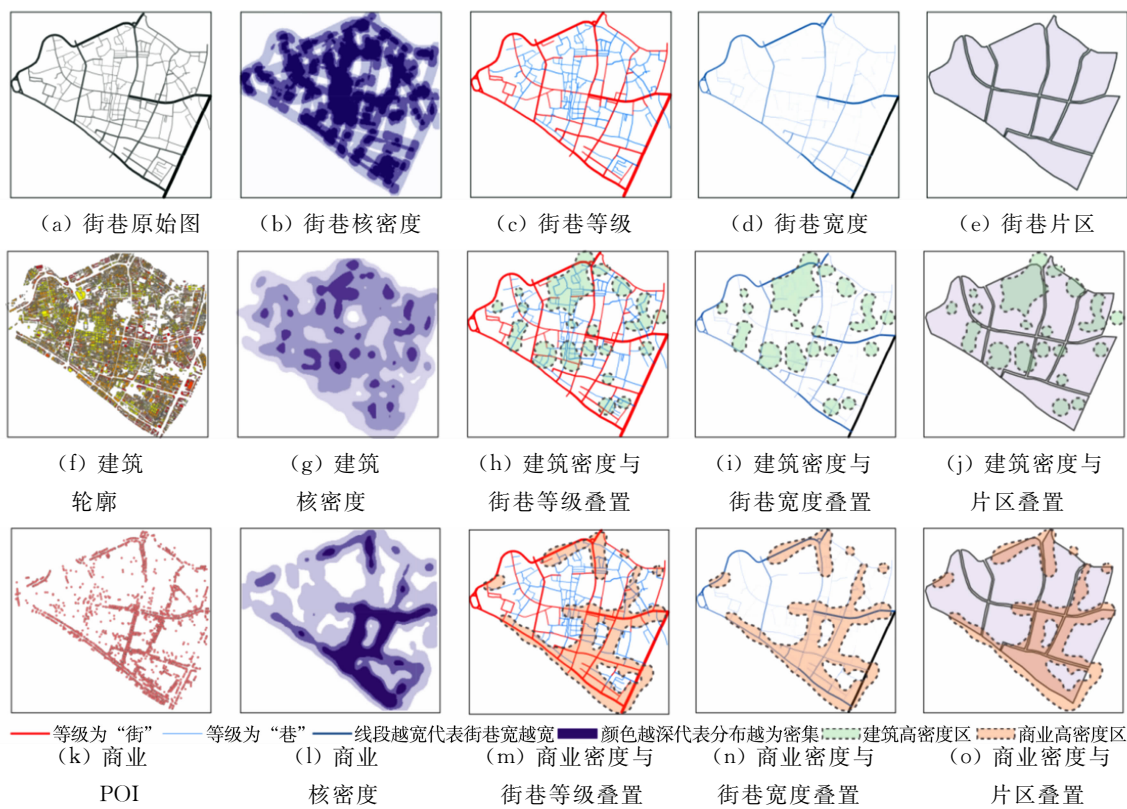 (a) 街巷原始图 (b) 街巷核密度 (c) 街巷等级 (d) 街巷宽度 (e) 街巷片区
(f) 建筑 (g) 建筑 (h) 建筑密度与 (i) 建筑密度与 (j) 建筑密度与
轮廓 核密度 街巷等级叠置 街巷宽度叠置 片区叠置
等级为“街” 等级为“巷” 线段越宽代表街巷宽越宽 颜色越深代表分布越为密集 建筑高密度区 商业高密度区
(k) 商业 (l) 商业 (m) 商业密度与 (n) 商业密度与 (o) 商业密度与
POI 核密度 街巷等级叠置 街巷宽度叠置 片区叠置